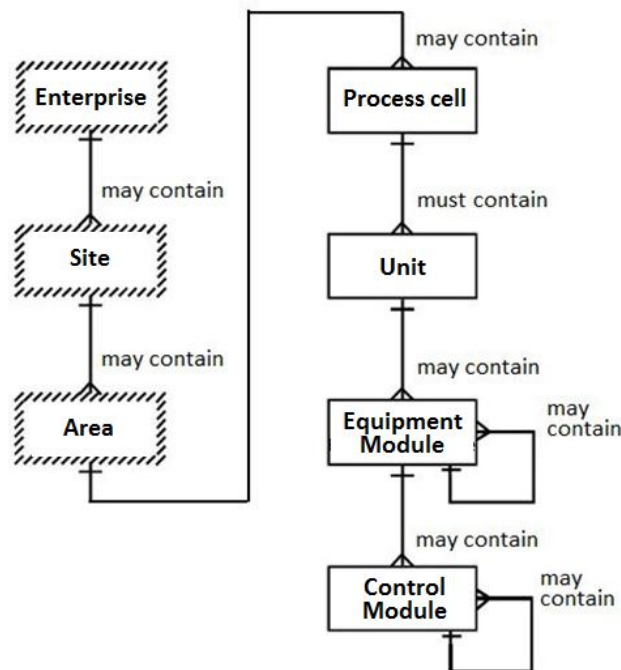 Enterprise
may contain
Site
may contain
Area
may contain
Process cell
must contain
Unit
may contain
Equipment
Module
may
contain
may contain
Control
Module
may
contain